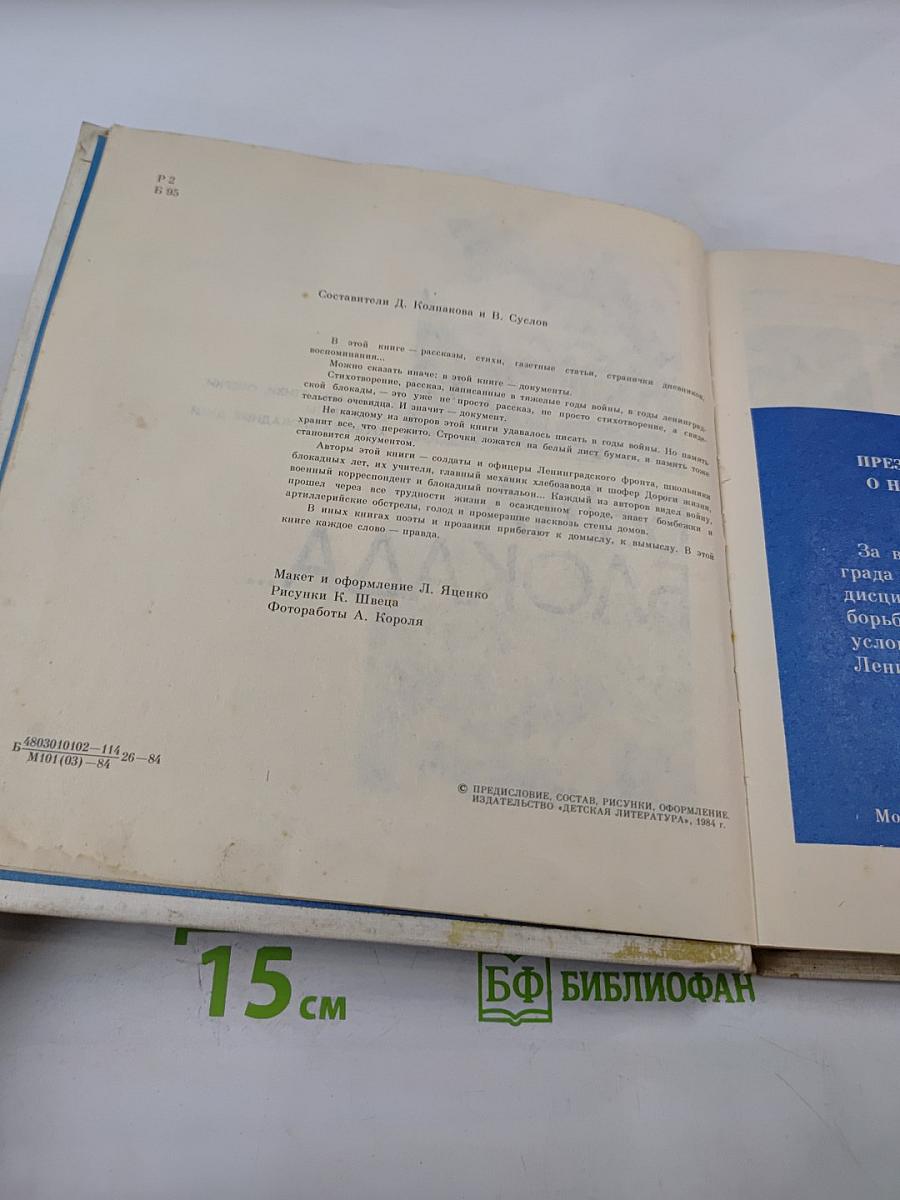 Р 2
Б 95
Составители Д. Колпакова и В. Суслов
В этой книге — рассказы, стихи, газетные статьи, странички дневников,
воспоминания...
Можно сказать иначе: в этой книге — документы.
Стихотворение, рассказ, написанные в тяжелые годы войны, в годы ленинград-
ской блокады, — это уже не просто рассказ, не просто стихотворение, а свиде-
тельство очевидца. И значит — документ.
Не каждому из авторов этой книги удавалось писать в годы войны. Но память
хранит все, что пережито. Строчки ложатся на белый лист бумаги, и память тоже
становится документом.
Авторы этой книги — солдаты и офицеры Ленинградского фронта, школьники
блокадных лет, их учителя, главный механик хлебозавода и шофер Дороги жизни,
военный корреспондент и блокадный почтальон... Каждый из авторов видел войну,
прошел через все трудности жизни в осажденном городе, знает бомбежки и
артиллерийские обстрелы, голод и промерзшие насквозь стены домов.
В иных книгах поэты и прозаики прибегают к домыслу, к вымыслу. В этой
книге каждое слово — правда.
Макет и оформление Л. Яценко
Рисунки К. Швеца
Фотоработы А. Короля
Б 4803010102—114 26—84
М101(03)—84
© ПРЕДИСЛОВИЕ, СОСТАВ, РИСУНКИ, ОФОРМЛЕНИЕ.
ИЗДАТЕЛЬСТВО «ДЕТСКАЯ ЛИТЕРАТУРА», 1984 г.
ПРЕЗ
О Н
За в
града
дисци
борьб
услов
Лени
Мо
15 см
БФ БИБЛИОФАН